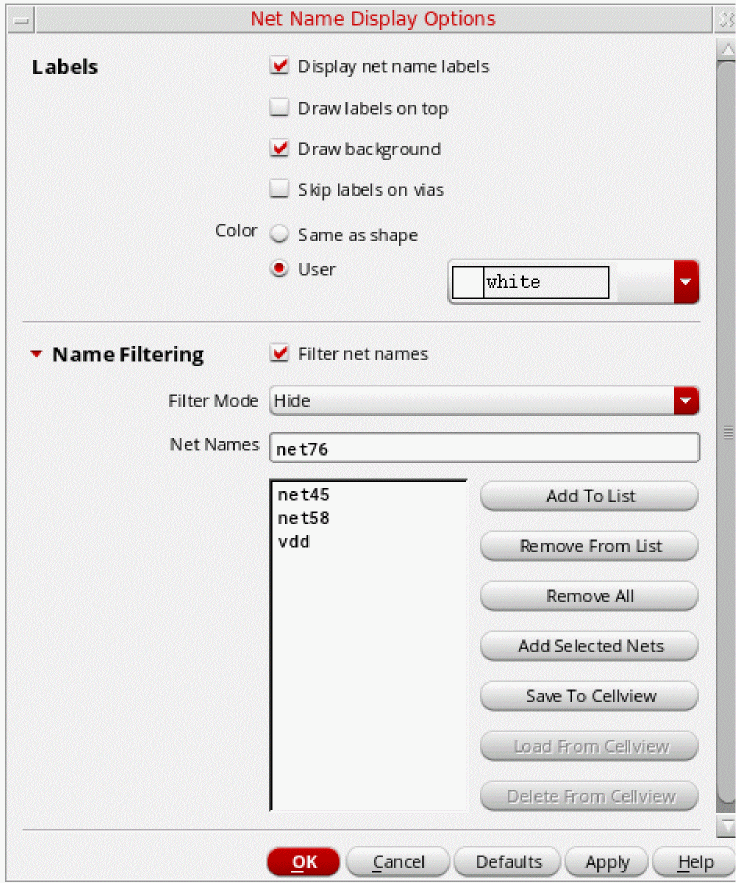 Net Name Display Options
Labels
Display net name labels
Draw labels on top
Draw background
Skip labels on vias
Color
Same as shape
User
white
Name Filtering
Filter net names
Filter Mode
Hide
Net Names
net76
net45
net58
vdd
Add To List
Remove From List
Remove All
Add Selected Nets
Save To Cellview
Load From Cellview
Delete From Cellview
OK Cancel Defaults Apply Help